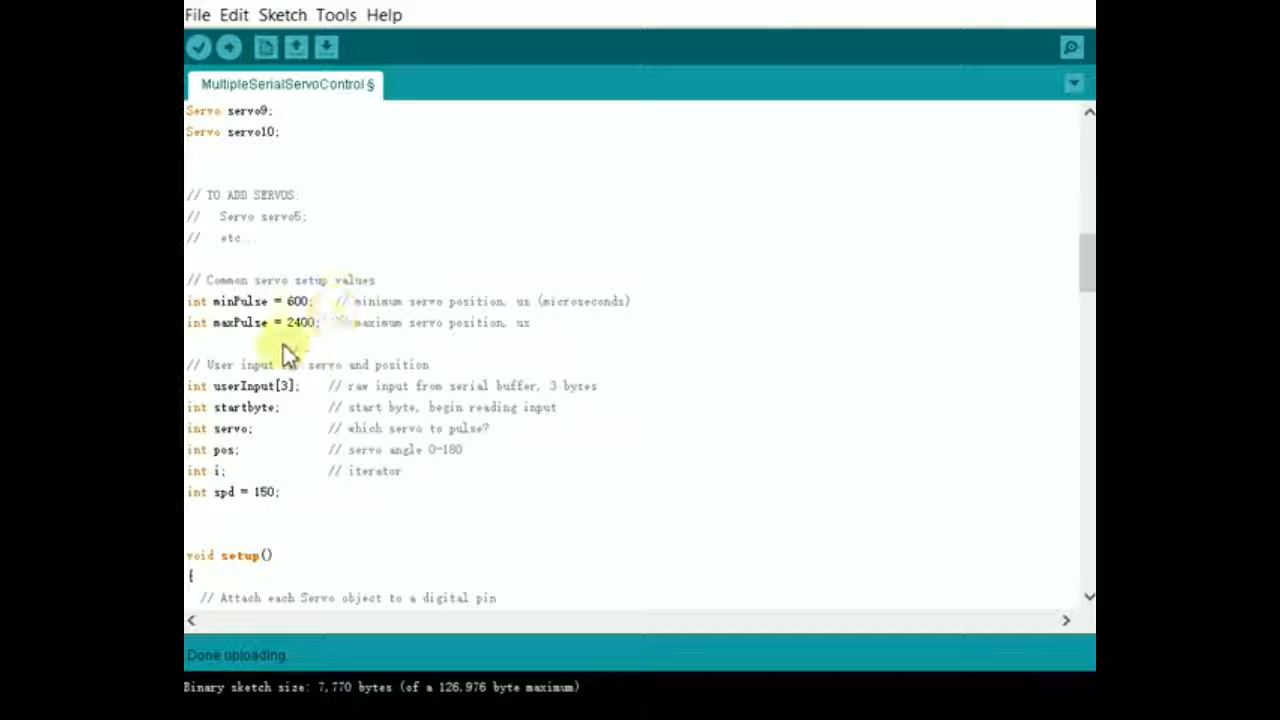 File Edit Sketch Tools Help
MultipleSerialServoControl §
Servo servo9;
Servo servo10;
// TO ADD SERVOS:
//   Servo servo5;
//   etc...
// Common servo setup values
int minPulse = 600;   // minimum servo position, us (microseconds)
int maxPulse = 2400;  // maximum servo position, us
// User input servo and position
int userInput[3];    // raw input from serial buffer, 3 bytes
int startbyte;       // start byte, begin reading input
int servo;           // which servo to pulse?
int pos;             // servo angle 0-180
int i;               // iterator
int spd = 150;
void setup()
{
// Attach each Servo object to a digital pin
Done uploading.
Binary sketch size: 7,770 bytes (of a 126,976 byte maximum)